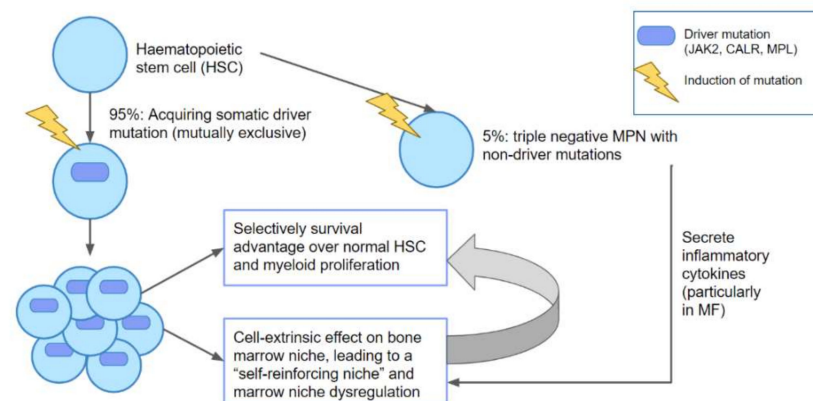 Haematopoietic
stem cell (HSC)
Driver mutation
(JAK2, CALR, MPL)
Induction of mutation
95%: Acquiring somatic driver
mutation (mutually exclusive)
5%: triple negative MPN with
non-driver mutations
Selectively survival
advantage over normal HSC
and myeloid proliferation
Secrete
inflammatory
cytokines
(particularly
in MF)
Cell-extrinsic effect on bone
marrow niche, leading to a
“self-reinforcing niche” and
marrow niche dysregulation